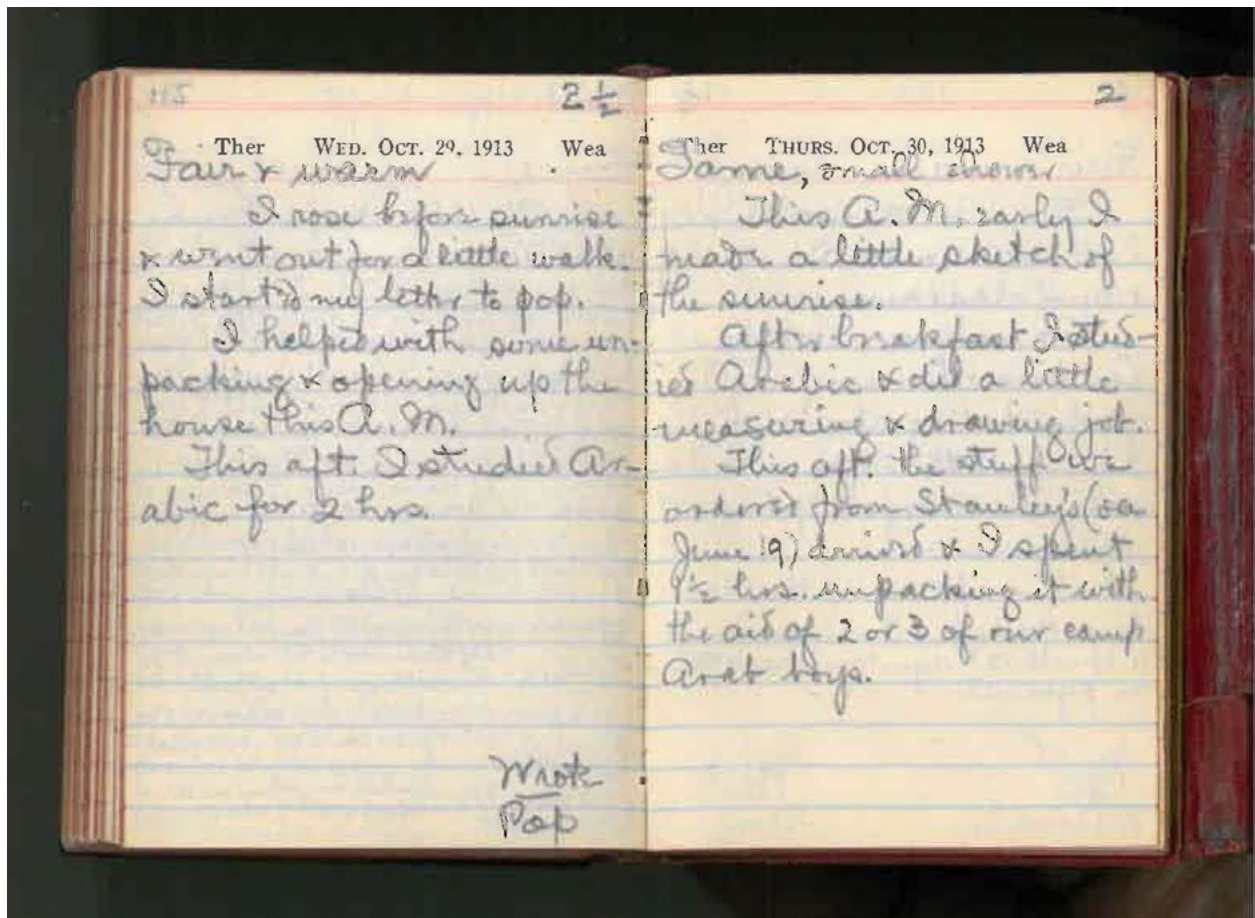 115 2 ½
Ther WED. OCT. 29, 1913 Wea
Fair & warm
I rose before sunrise
& went out for a little walk.
I started my letter to pop.
I helped with some un-
packing & opening up the
house this A.M.
This aft. I studied Ar-
abic for 2 hrs.
Wrote
Pop
2
Ther THURS. OCT. 30, 1913 Wea
Same, small shower
This A.M. early I
made a little sketch of
the sunrise.
After breakfast I stud-
ied Arabic & did a little
measuring & drawing job.
This aft. the stuff we
ordered from Stanley's (
June 19) arrived & I spent
1½ hrs. unpacking it with
the aid of 2 or 3 of our camp
Arab boys.